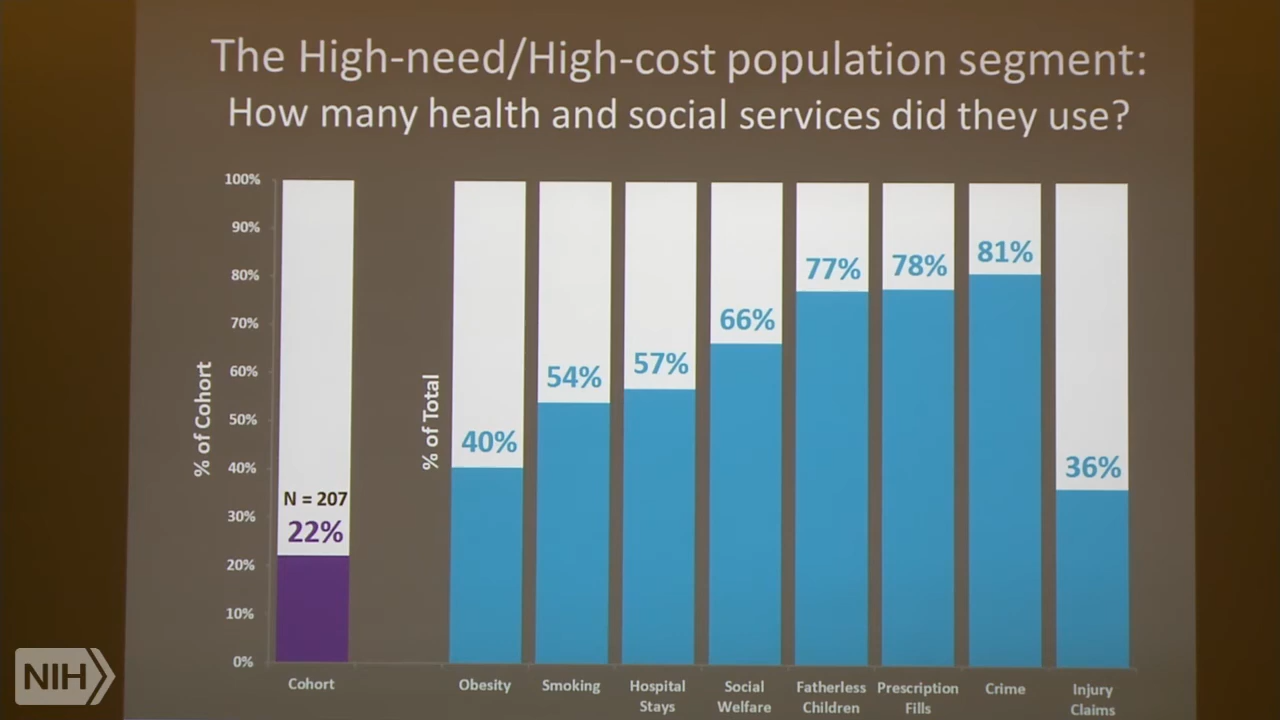 The High-need/High-cost population segment:
How many health and social services did they use?
% of Cohort
100%
90%
80%
70%
60%
50%
40%
30%
20%
10%
0%
N = 207
22%
Cohort
% of Total
40%
54%
57%
66%
77%
78%
81%
36%
Obesity
Smoking
Hospital
Stays
Social
Welfare
Fatherless
Children
Prescription
Fills
Crime
Injury
Claims
NIH